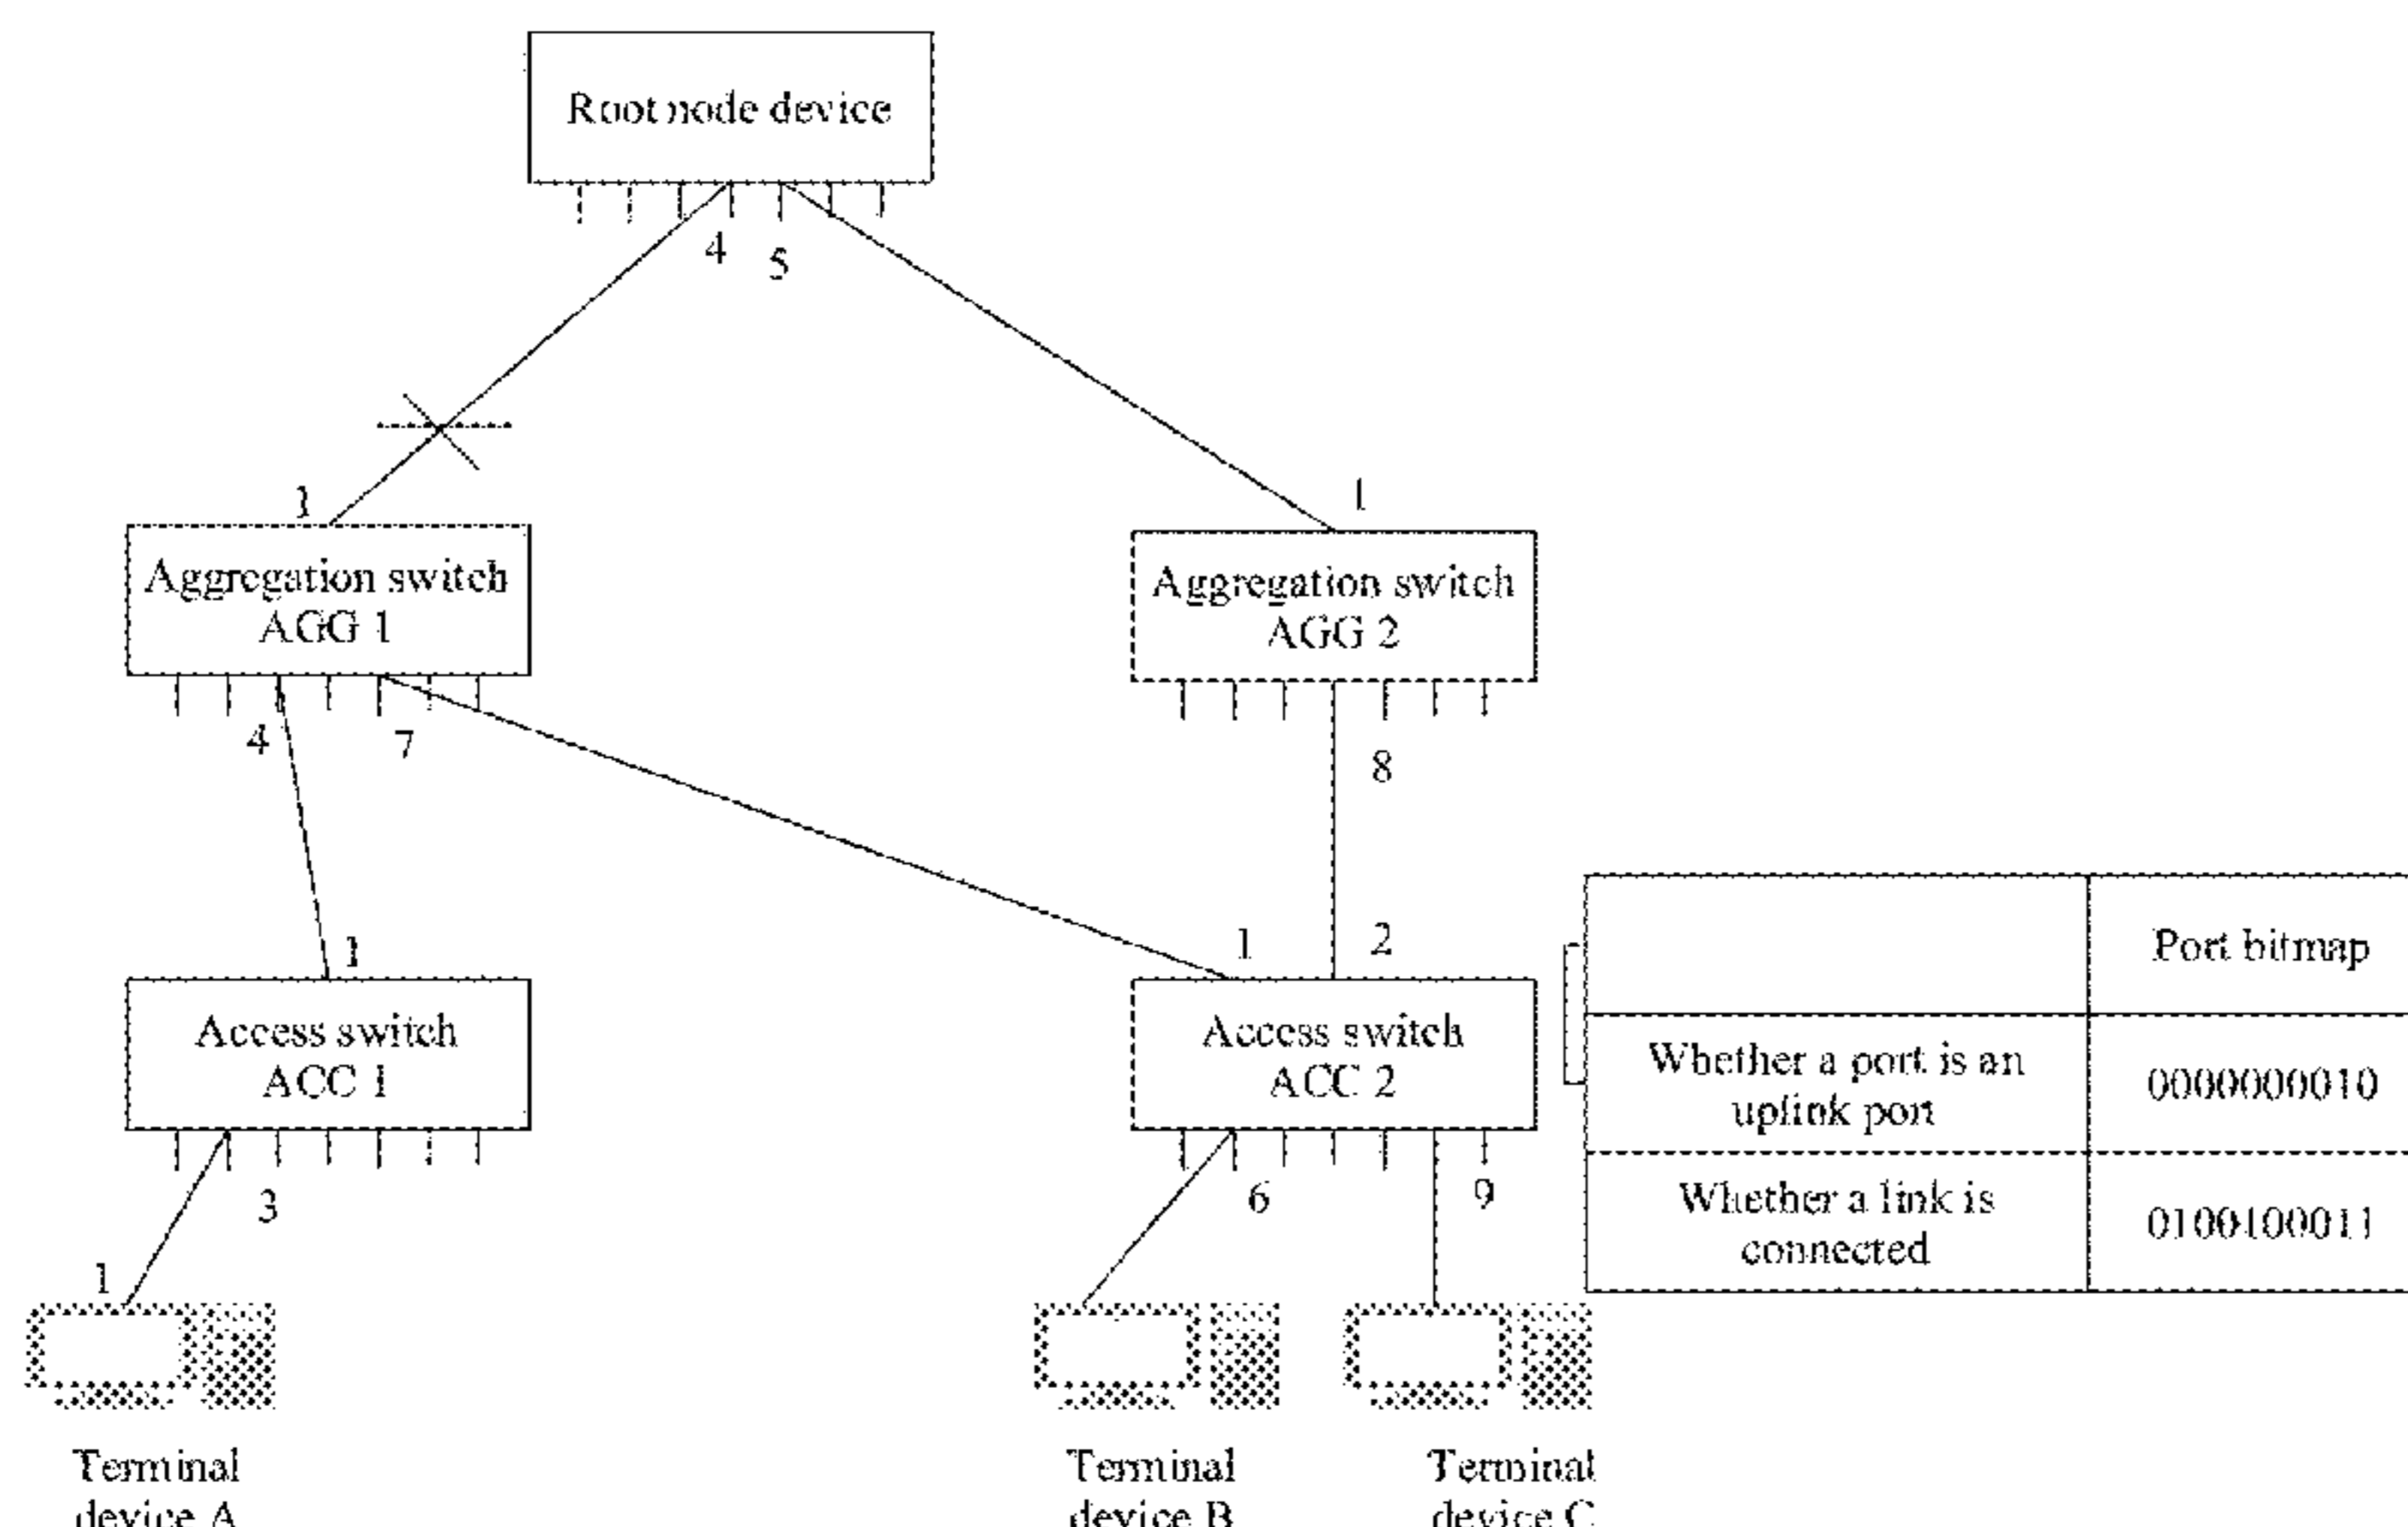 Root node device
4
5
1
1
Aggregation switch
AGG 1
Aggregation switch
AGG 2
4
7
8
1
1
2
Access switch
ACC 1
Access switch
ACC 2
Port bitmap
Whether a port is an
uplink port
0000000010
Whether a link is
connected
0100100011
3
6
9
1
Terminal
device A
Terminal
device B
Terminal
device C